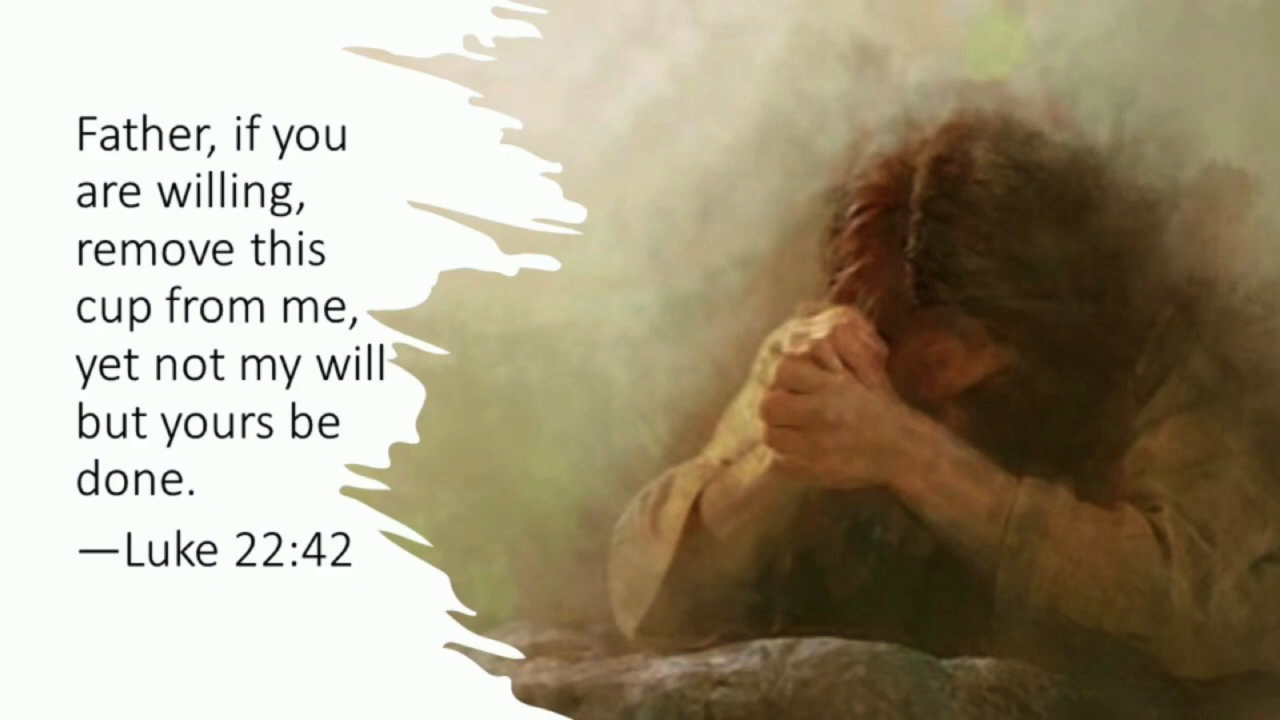 Father, if you
are willing,
remove this
cup from me,
yet not my will
but yours be
done.
—Luke 22:42